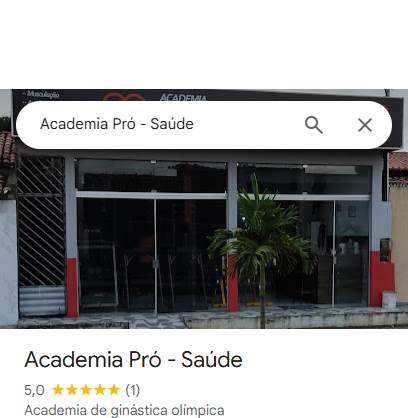 ·· Musculação
ACADEMIA
Academia Pró - Saúde
Academia Pró - Saúde
5,0 ★★★★★ (1)
Academia de ginástica olímpica